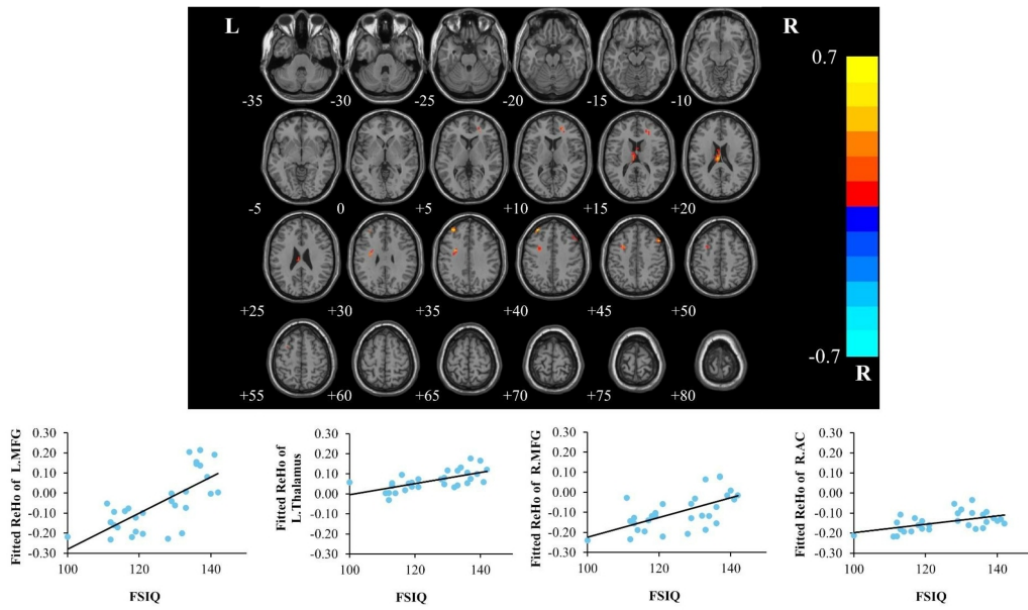 L R
0.7
-35 -30 -25 -20 -15 -10
-5 0 +5 +10 +15 +20
+25 +30 +35 +40 +45 +50
-0.7
R
+55 +60 +65 +70 +75 +80
Fitted ReHo of L.MFG
0.30
0.20
0.10
0.00
-0.10
-0.20
-0.30
100 120 140
FSIQ
Fitted ReHo of
L.Thalamus
0.30
0.20
0.10
0.00
-0.10
-0.20
-0.30
100 120 140
FSIQ
Fitted ReHo of R.MFG
0.30
0.20
0.10
0.00
-0.10
-0.20
-0.30
100 120 140
FSIQ
Fitted ReHo of R.AC
0.30
0.20
0.10
0.00
-0.10
-0.20
-0.30
100 120 140
FSIQ